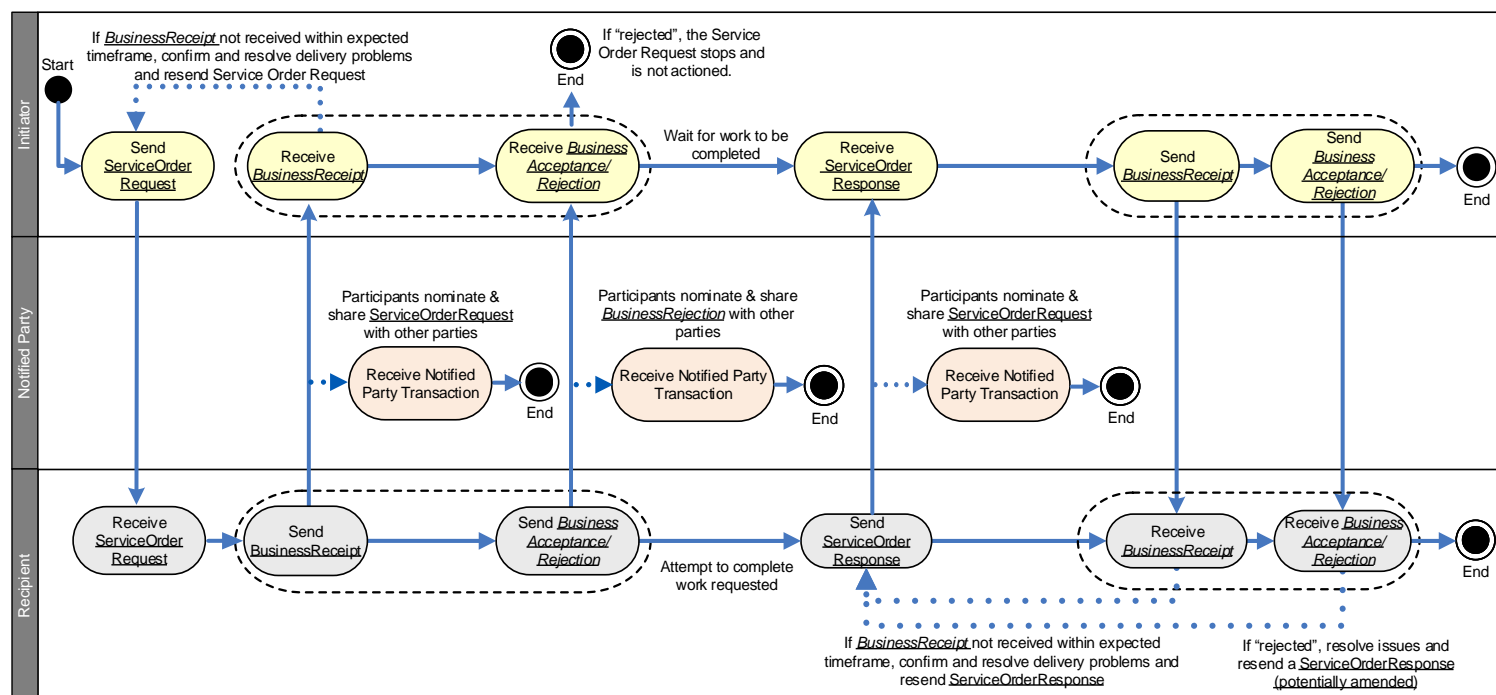 Initiator
If BusinessReceipt not received within expected
timeframe, confirm and resolve delivery problems
and resend Service Order Request
Start
End
If “rejected”, the Service
Order Request stops and
is not actioned.
Send
ServiceOrder
Request
Receive
BusinessReceipt
Receive Business
Acceptance/
Rejection
Wait for work to be
completed
Receive
ServiceOrder
Response
Send
BusinessReceipt
Send
Business
Acceptance/
Rejection
End
Notified Party
Participants nominate &
share ServiceOrderRequest
with other parties
Receive Notified
Party Transaction
End
Participants nominate & share
BusinessRejection with other
parties
Receive Notified Party
Transaction
End
Participants nominate &
share ServiceOrderRequest
with other parties
Receive Notified
Party Transaction
End
Recipient
Receive
ServiceOrder
Request
Send
BusinessReceipt
Send Business
Acceptance/
Rejection
Attempt to complete
work requested
Send
ServiceOrder
Response
Receive
BusinessReceipt
Receive Business
Acceptance/
Rejection
End
If BusinessReceipt not received within expected
timeframe, confirm and resolve delivery problems and
resend ServiceOrderResponse
If “rejected”, resolve issues and
resend a ServiceOrderResponse
(potentially amended)